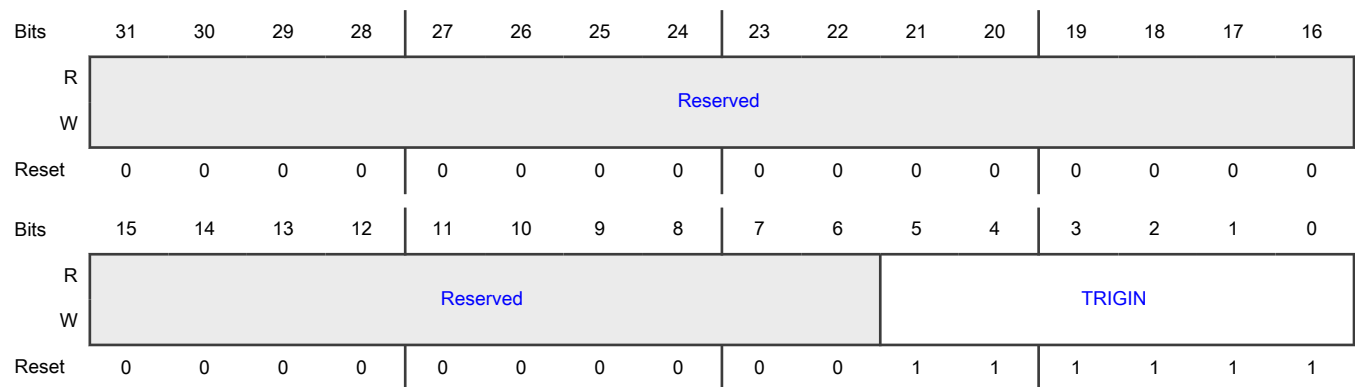 Bits 31 30 29 28 27 26 25 24 23 22 21 20 19 18 17 16
R
Reserved
W
Reset 0 0 0 0 0 0 0 0 0 0 0 0 0 0 0 0
Bits 15 14 13 12 11 10 9 8 7 6 5 4 3 2 1 0
R
Reserved TRIGIN
W
Reset 0 0 0 0 0 0 0 0 0 0 1 1 1 1 1 1